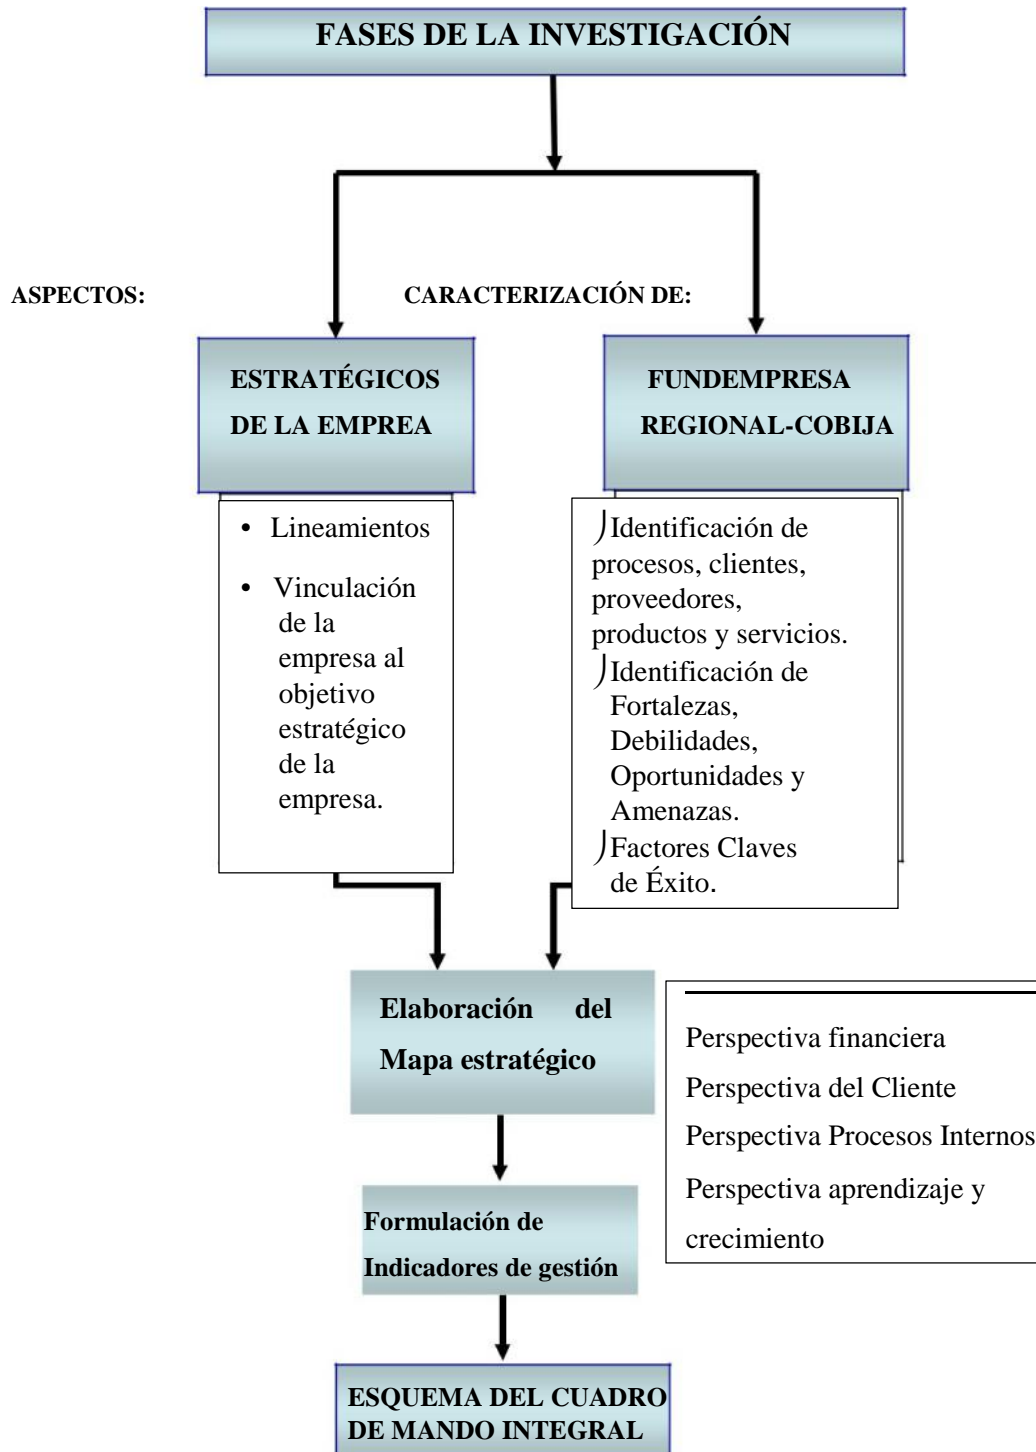 FASES DE LA INVESTIGACIÓN
ASPECTOS:
CARACTERIZACIÓN DE:
ESTRATÉGICOS
DE LA EMPREA
FUNDEMPRESA
REGIONAL-COBIJA
• Lineamientos
• Vinculación
de la
empresa al
objetivo
estratégico
de la
empresa.
⎠Identificación de
procesos, clientes,
proveedores,
productos y servicios.
⎠Identificación de
Fortalezas,
Debilidades,
Oportunidades y
Amenazas.
⎠Factores Claves
de Éxito.
Elaboración del
Mapa estratégico
Perspectiva financiera
Perspectiva del Cliente
Perspectiva Procesos Internos
Perspectiva aprendizaje y
crecimiento
Formulación de
Indicadores de gestión
ESQUEMA DEL CUADRO
DE MANDO INTEGRAL